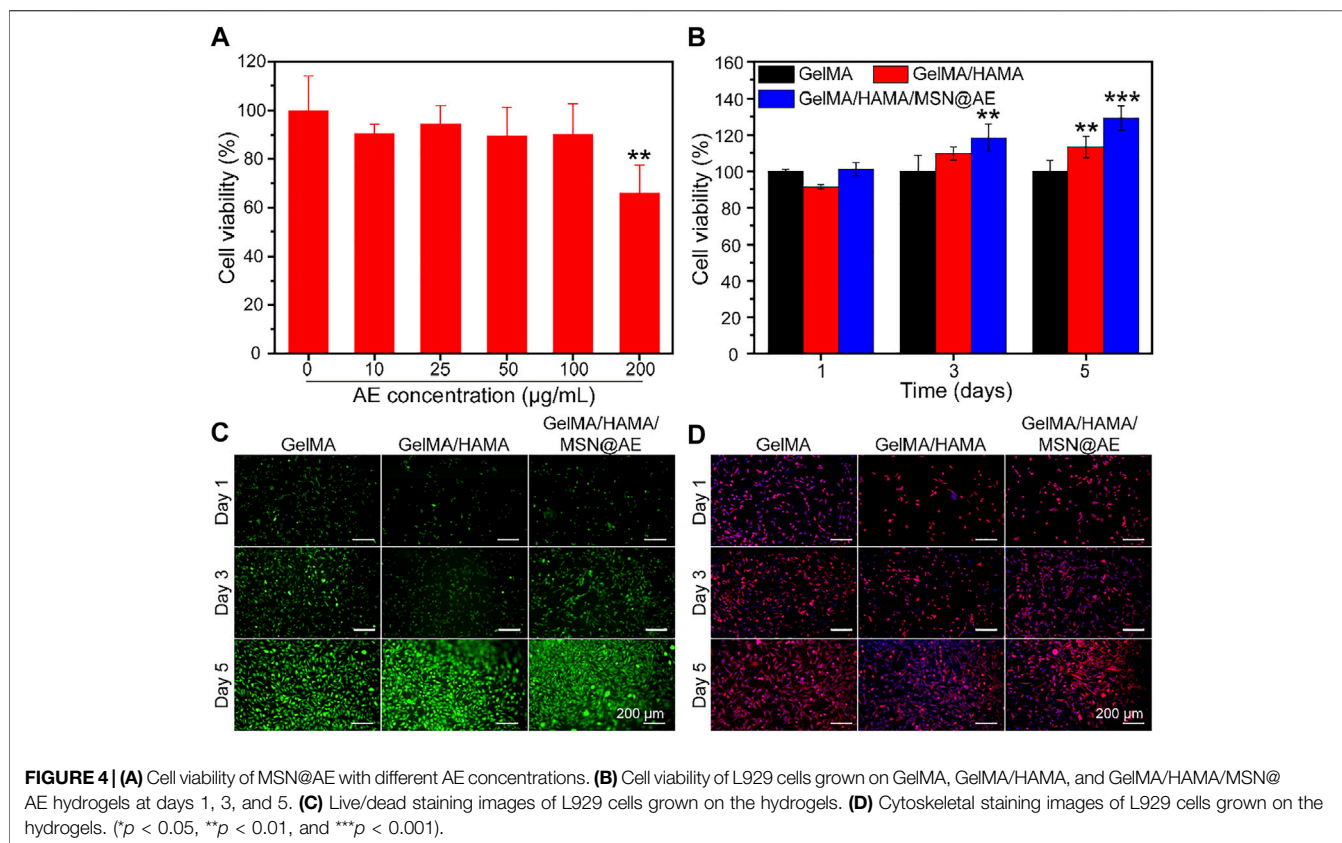 A
120
100
80
60
40
20
0
Cell viability (%)
**
0 10 25 50 100 200
AE concentration (µg/mL)
B
160
140
120
100
80
60
40
20
0
Cell viability (%)
GelMA GelMA/HAMA
GelMA/HAMA/MSN@AE
** ** ***
1 3 5
Time (days)
C
GelMA GelMA/HAMA GelMA/HAMA/
MSN@AE
Day 1
Day 3
Day 5
200 µm
D
GelMA GelMA/HAMA GelMA/HAMA/
MSN@AE
Day 1
Day 3
Day 5
200 µm
FIGURE 4 | (A) Cell viability of MSN@AE with different AE concentrations. (B) Cell viability of L929 cells grown on GelMA, GelMA/HAMA, and GelMA/HAMA/MSN@
AE hydrogels at days 1, 3, and 5. (C) Live/dead staining images of L929 cells grown on the hydrogels. (D) Cytoskeletal staining images of L929 cells grown on the
hydrogels. (*p < 0.05, **p < 0.01, and ***p < 0.001).